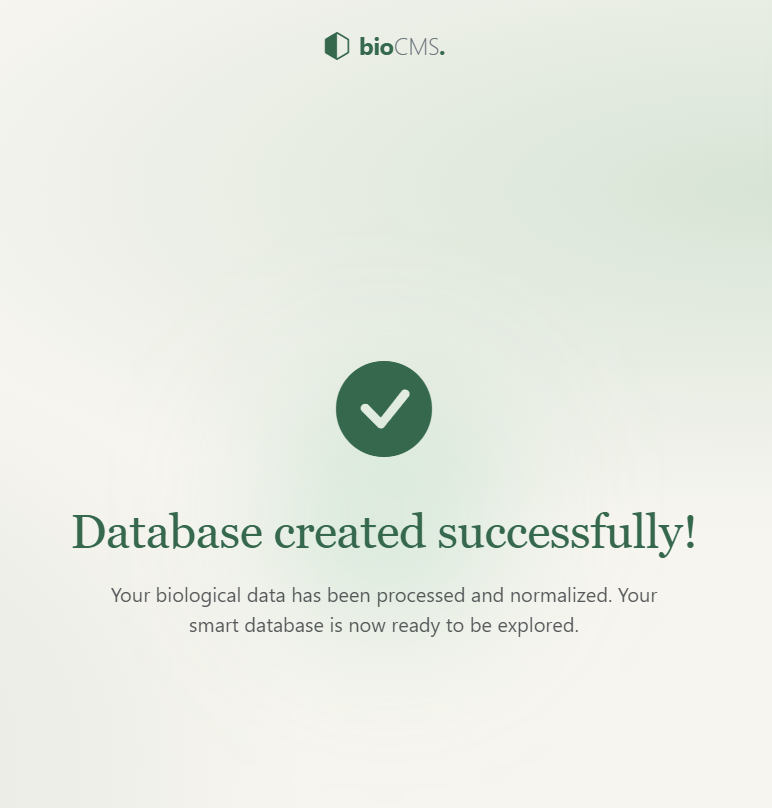 bioCMS.
Database created successfully!
Your biological data has been processed and normalized. Your
smart database is now ready to be explored.